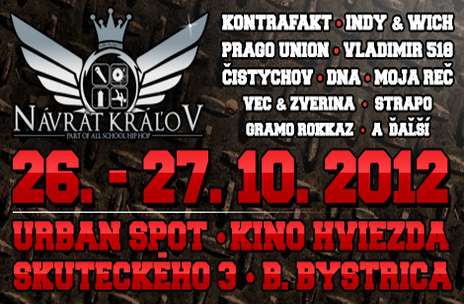 NÁVRAT KRÁĽOV
PART OF ALL SCHOOL HIP HOP
KONTRAFAKT • INDY & WICH
PRAGO UNION • VLADIMIR 518
ČISTYCHOV • DNA • MOJA REČ
VEC & ZVERINA • STRAPO
GRAMO ROKKAZ • A ĎAĽŠÍ
26. - 27. 10. 2012
URBAN SPOT • KINO HVIEZDA
SKUTECKÉHO 3 • B. BYSTRICA